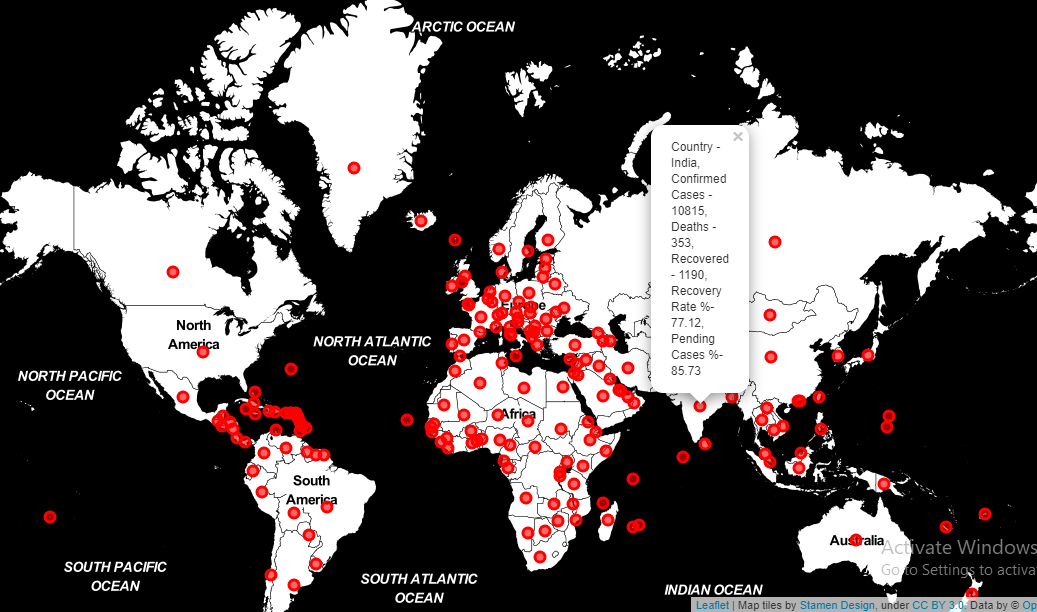 ARCTIC OCEAN
Country -
India,
Confirmed
Cases -
10815,
Deaths -
353,
Recovered
- 1190,
Recovery
Rate %-
77.12,
Pending
Cases %-
85.73
×
Europe
North
America
NORTH ATLANTIC
OCEAN
NORTH PACIFIC
OCEAN
Africa
South
America
Australia
SOUTH PACIFIC
OCEAN
SOUTH ATLANTIC
OCEAN
INDIAN OCEAN
Activate Windows
Go to Settings to activa
Leaflet | Map tiles by Stamen Design, under CC BY 3.0. Data by © Op